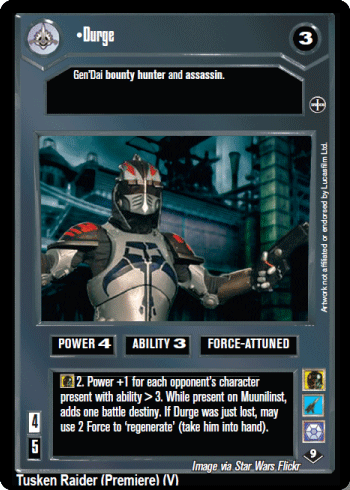 •Durge
3
Gen'Dai bounty hunter and assassin.
Artwork not affiliated or endorsed by Lucasfilm Ltd.
POWER 4
ABILITY 3
FORCE-ATTUNED
2. Power +1 for each opponent's character
present with ability > 3. While present on Muunilinst,
adds one battle destiny. If Durge was just lost, may
use 2 Force to 'regenerate' (take him into hand).
4
5
9
Image via Star Wars Flickr
Tusken Raider (Premiere) (V)